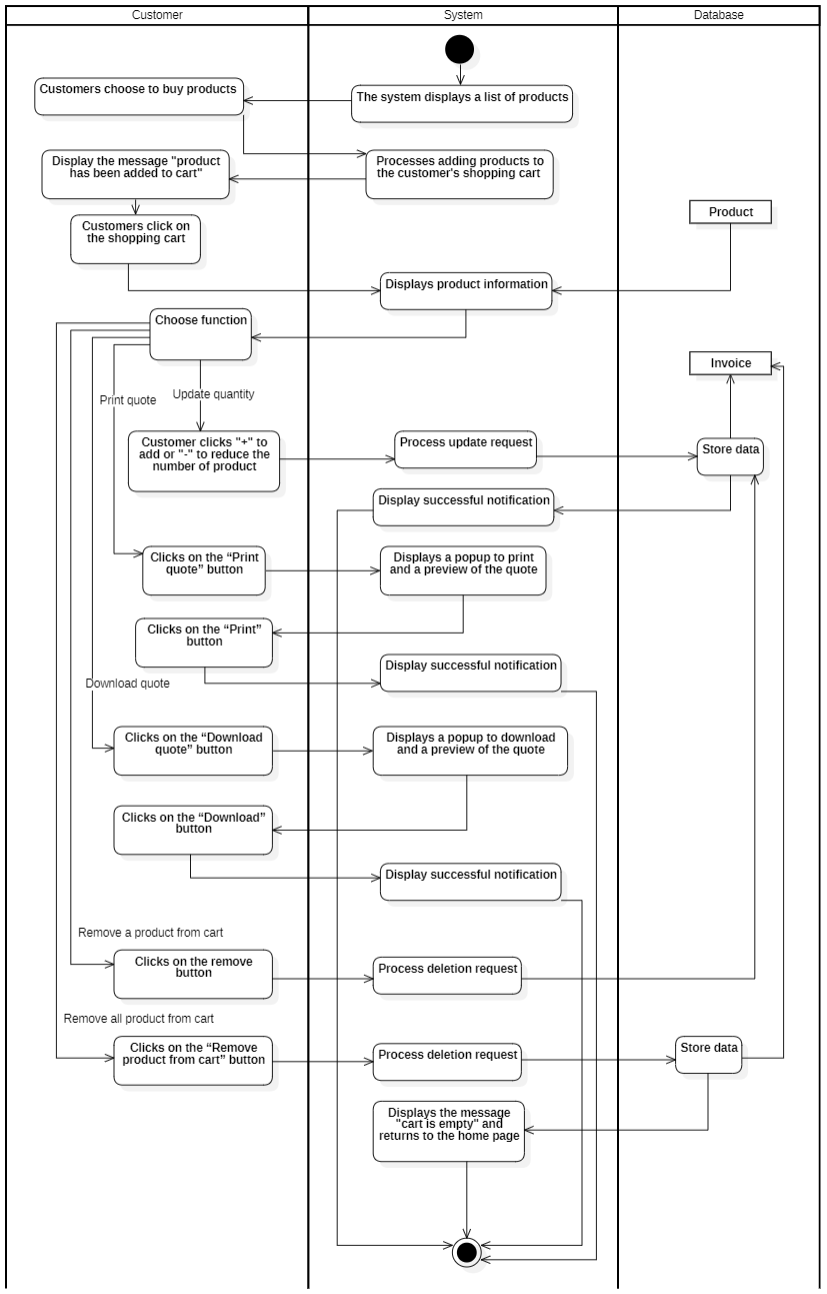 Customer
System
Database
Customers choose to buy products
The system displays a list of products
Display the message "product
has been added to cart"
Processes adding products to
the customer's shopping cart
Product
Customers click on
the shopping cart
Displays product information
Choose function
Invoice
Print quote
Update quantity
Customer clicks "+" to
add or "-" to reduce the
number of product
Process update request
Store data
Display successful notification
Clicks on the “Print
quote” button
Displays a popup to print
and a preview of the quote
Clicks on the “Print”
button
Display successful notification
Download quote
Clicks on the “Download
quote” button
Displays a popup to download
and a preview of the quote
Clicks on the “Download”
button
Display successful notification
Remove a product from cart
Clicks on the remove
button
Process deletion request
Remove all product from cart
Clicks on the “Remove
product from cart” button
Process deletion request
Store data
Displays the message
"cart is empty" and
returns to the home page